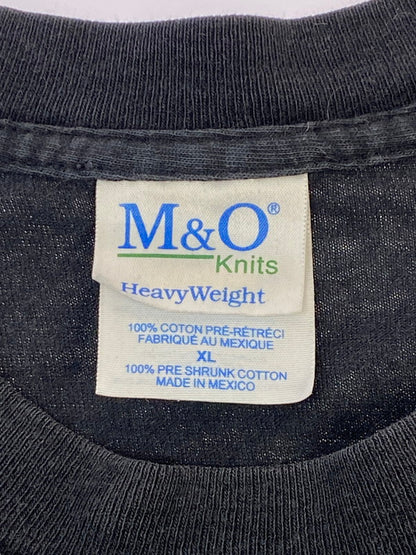 M&O®
Knits
HeavyWeight
100% COTON PRÉ-RÉTRÉCI
FABRIQUÉ AU MEXIQUE
XL
100% PRE SHRUNK COTTON
MADE IN MEXICO